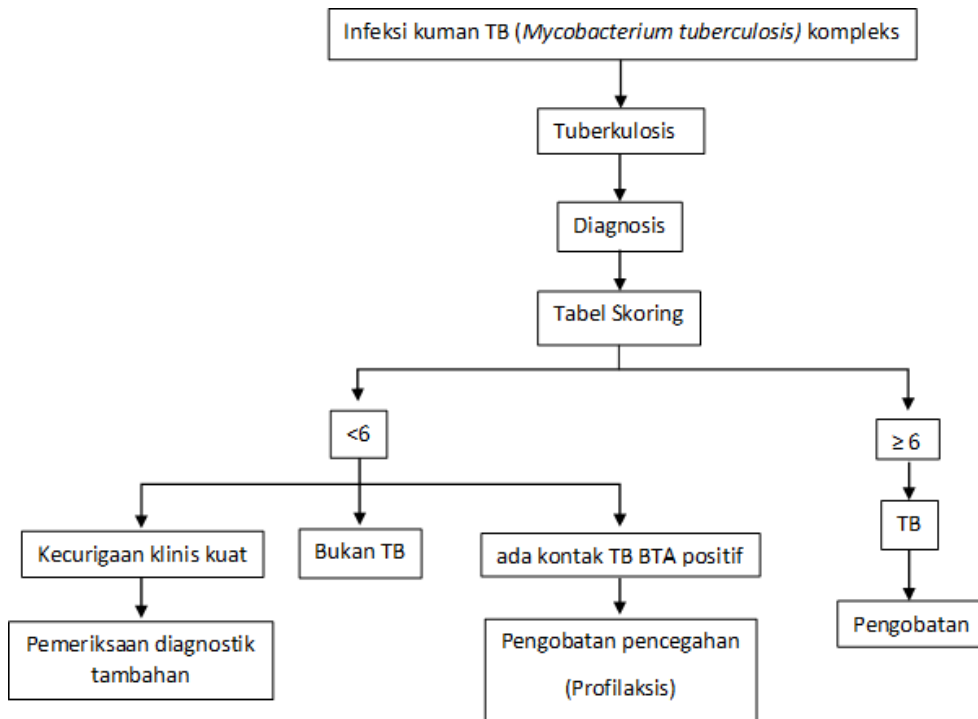 Infeksi kuman TB (Mycobacterium tuberculosis) kompleks
Tuberkulosis
Diagnosis
Tabel Skoring
<6
≥ 6
Kecurigaan klinis kuat
Bukan TB
ada kontak TB BTA positif
TB
Pemeriksaan diagnostik
tambahan
Pengobatan pencegahan
(Profilaksis)
Pengobatan